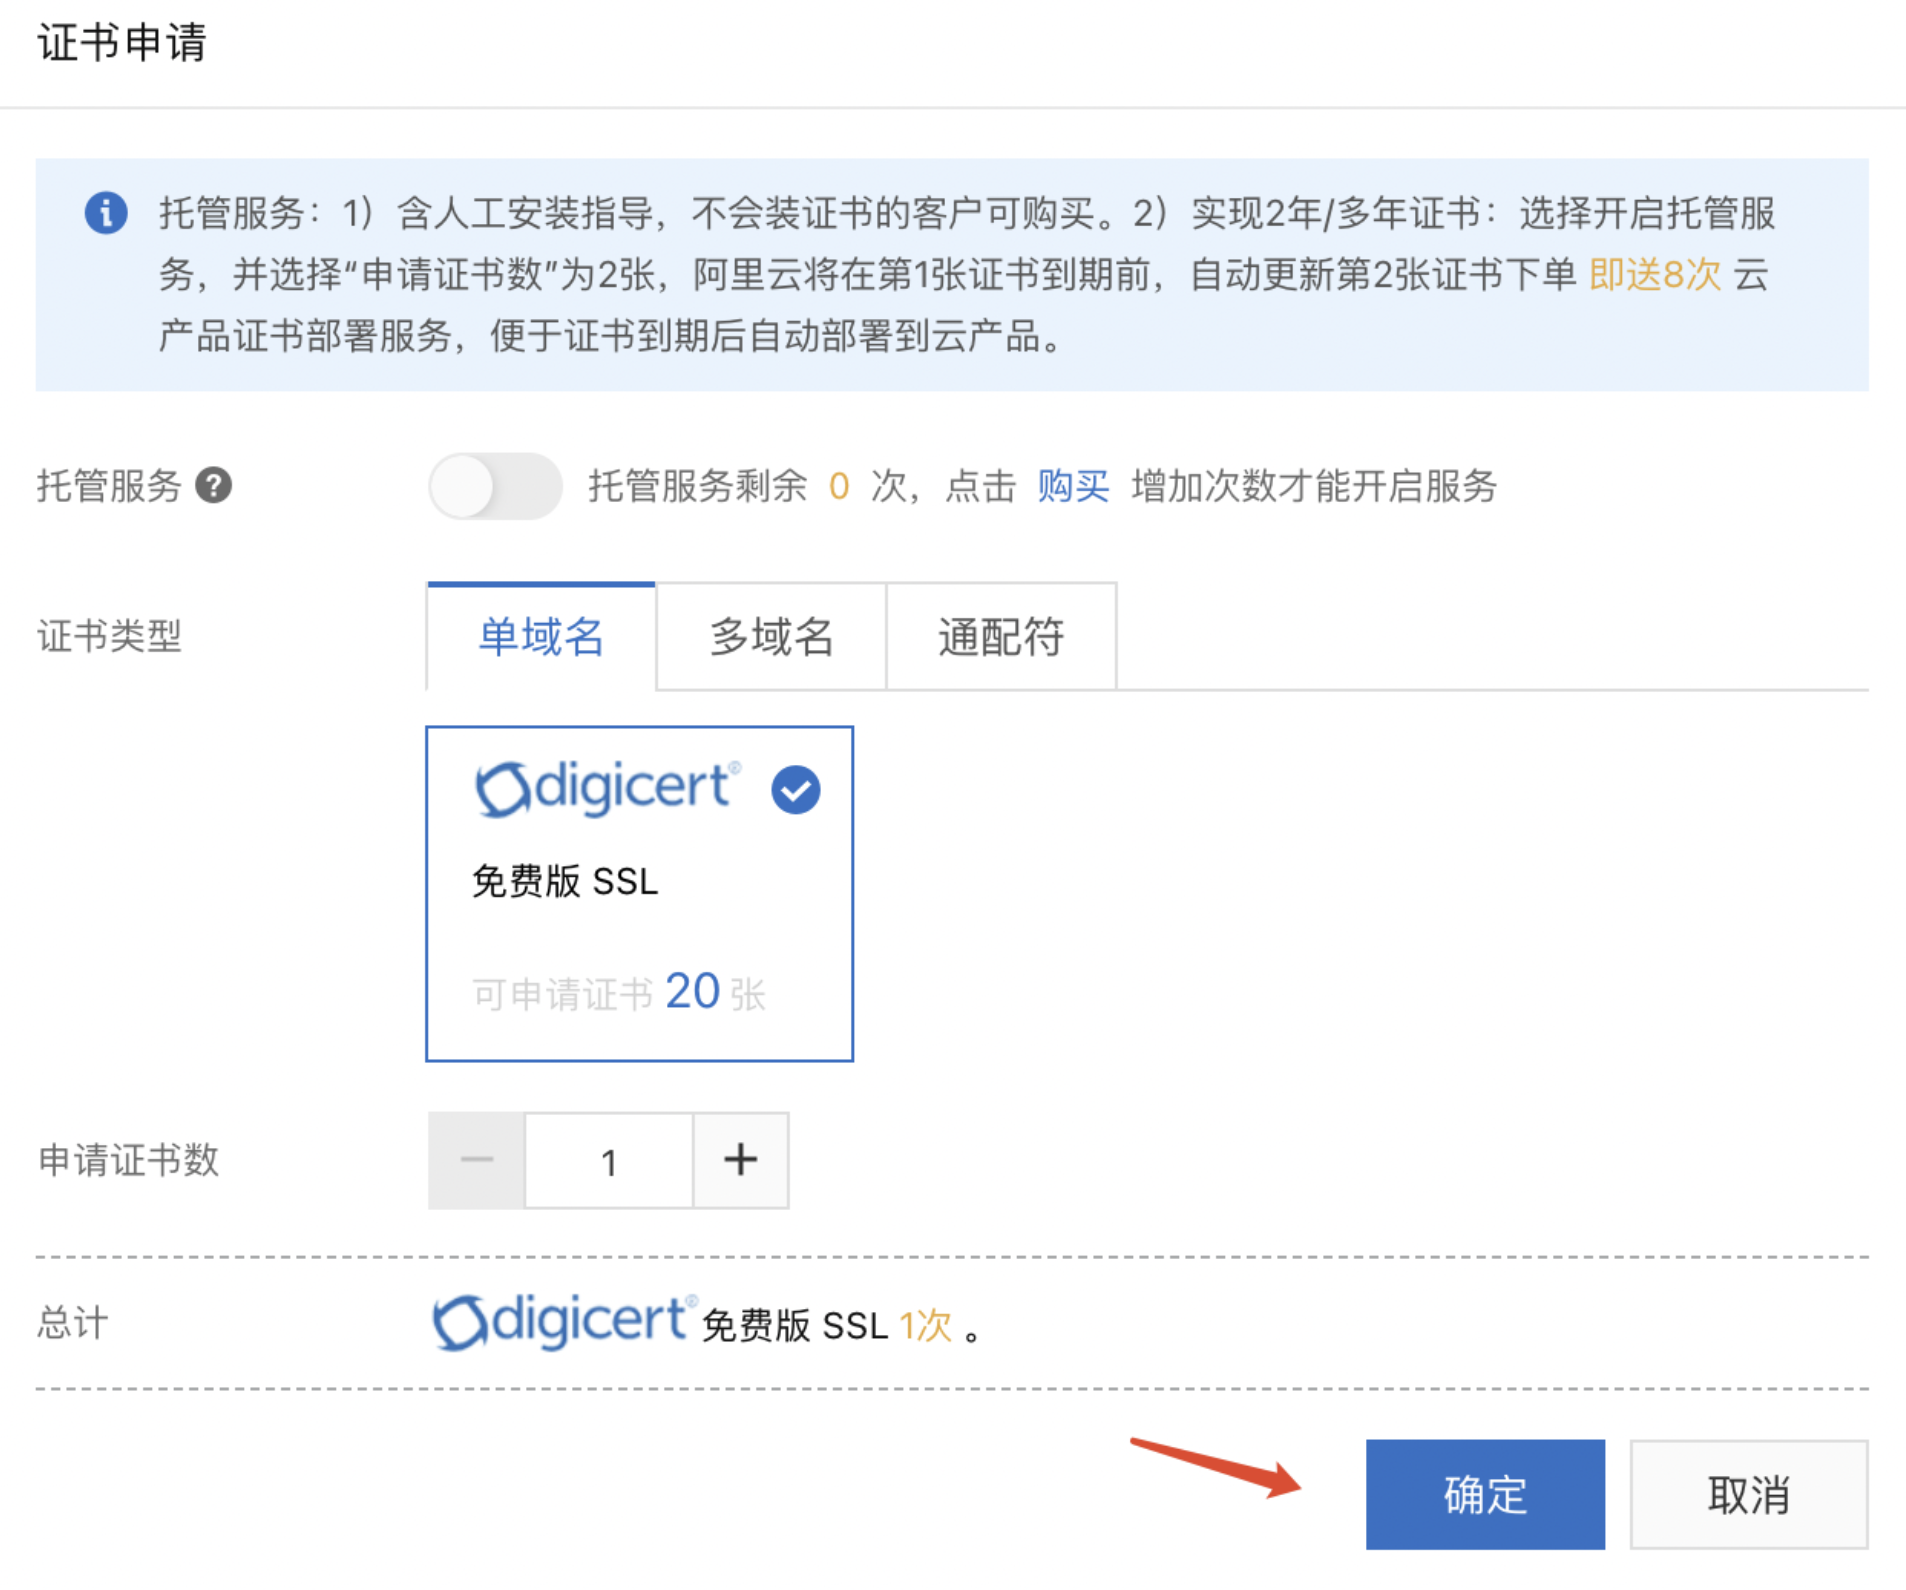 证书申请
托管服务：1）含人工安装指导，不会装证书的客户可购买。2）实现2年/多年证书：选择开启托管服
务，并选择“申请证书数”为2张，阿里云将在第1张证书到期前，自动更新第2张证书下单 即送8次 云
产品证书部署服务，便于证书到期后自动部署到云产品。
托管服务 ? 托管服务剩余 0 次，点击 购买 增加次数才能开启服务
证书类型 单域名 多域名 通配符
digicert®
免费版 SSL
可申请证书 20 张
申请证书数 － 1 +
总计 digicert® 免费版 SSL 1次 。
确定 取消